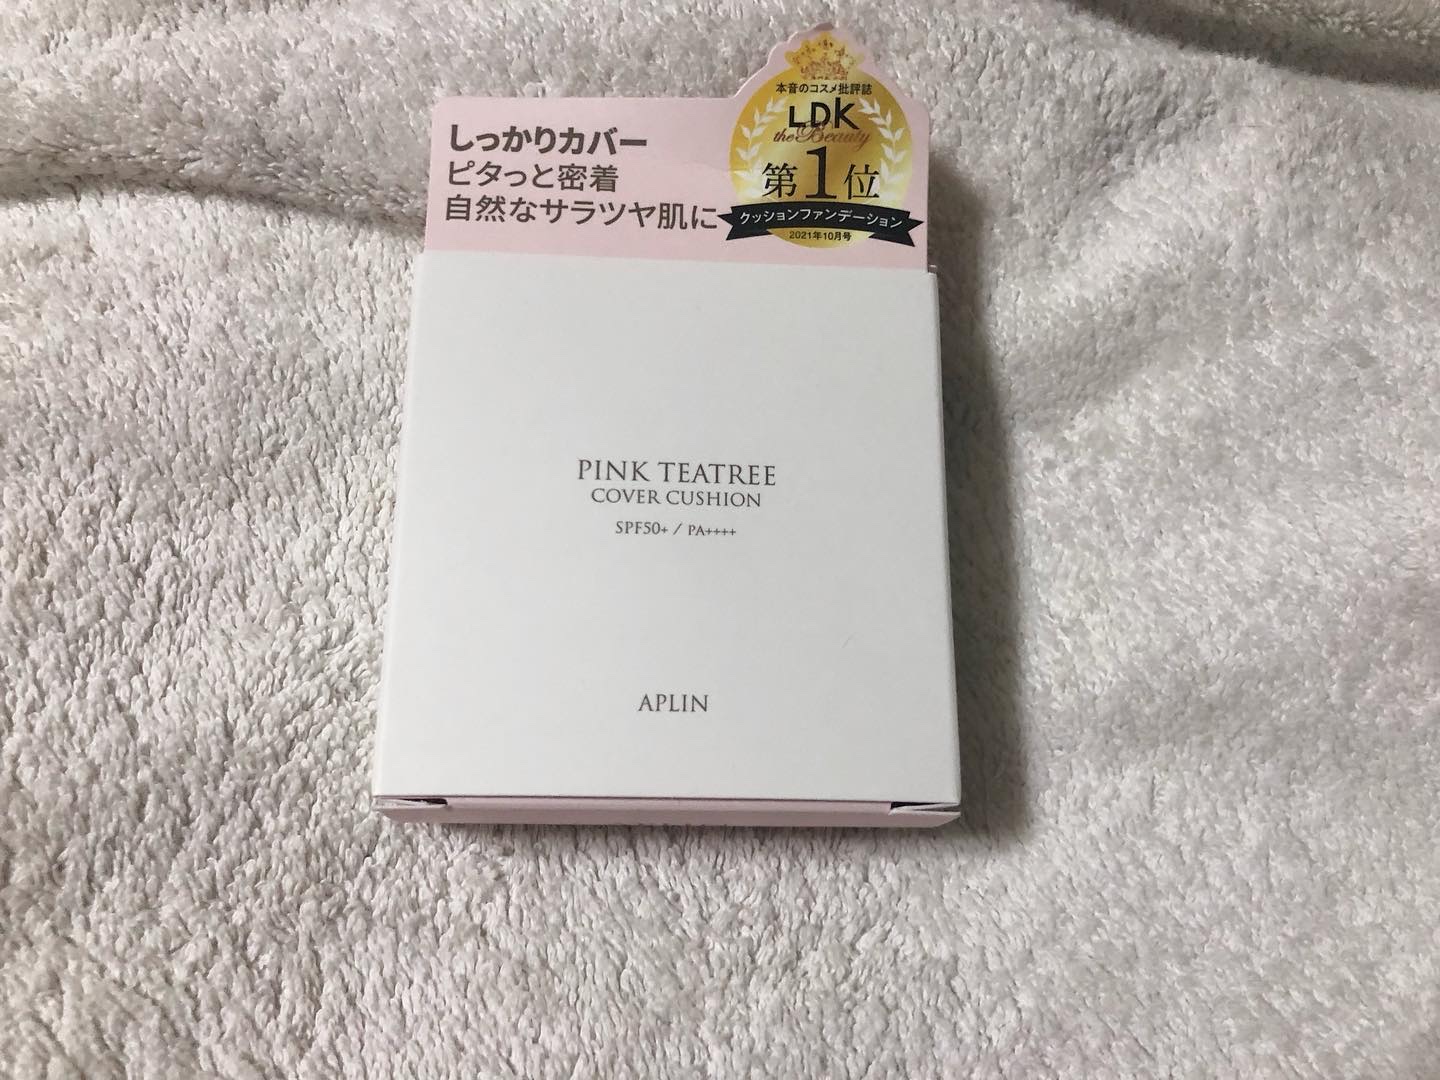 しっかりカバー
ピタっと密着
自然なサラツヤ肌に
本音のコスメ批評誌
LDK
the Beauty
第1位
クッションファンデーション
2021年10月号
PINK TEATREE
COVER CUSHION
SPF50+ / PA++++
APLIN